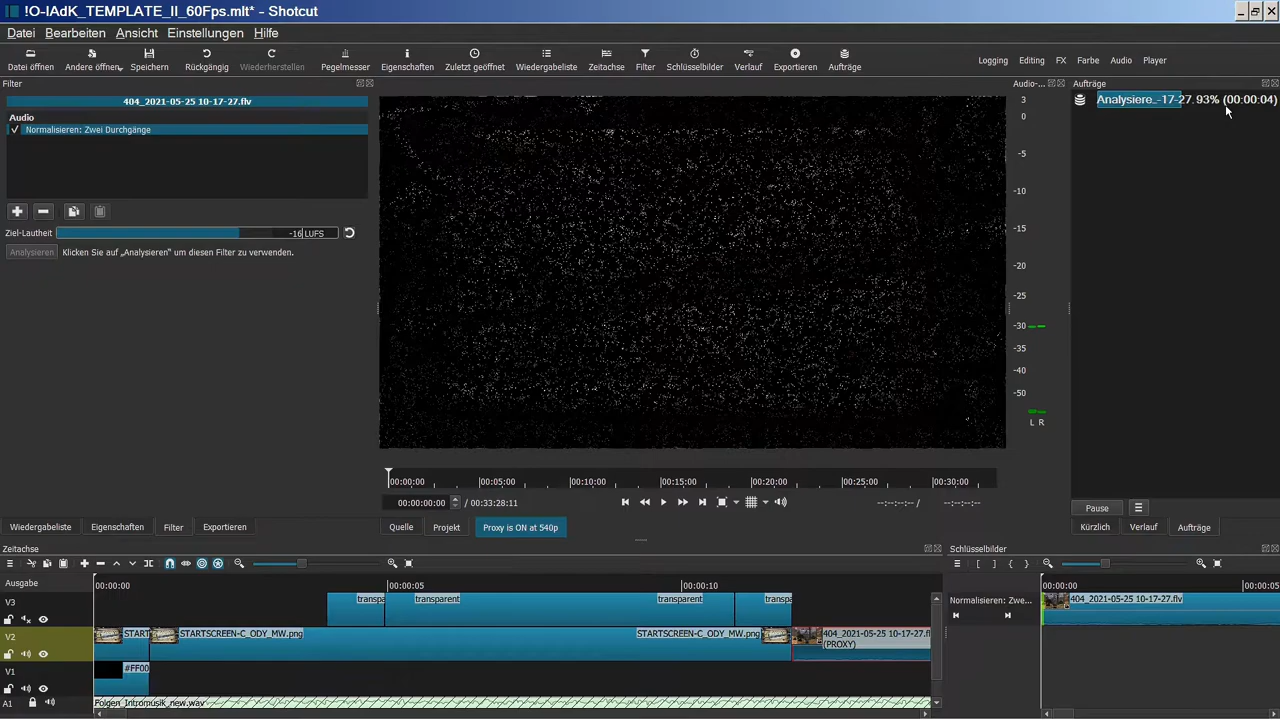 !O-IAdK_TEMPLATE_II_60Fps.mlt* - Shotcut
Datei Bearbeiten Ansicht Einstellungen Hilfe
Datei öffnen Andere öffnen Speichern Rückgängig Wiederherstellen Pegelmesser Eigenschaften Zuletzt geöffnet Wiedergabeliste Zeitachse Filter Schlüsselbilder Verlauf Exportieren Aufträge Logging Editing FX Farbe Audio Player
Filter
404_2021-05-25 10-17-27.flv
Audio
Normalisieren: Zwei Durchgänge
Ziel-Lautheit -16 LUFS
Analysieren Klicken Sie auf „Analysieren" um diesen Filter zu verwenden.
Audio-...
3
0
-5
-10
-15
-20
-25
-30
-35
-40
-50
L R
Aufträge
Analysiere...-17-27. 93% (00:00:04)
00:00:00 00:05:00 00:10:00 00:15:00 00:20:00 00:25:00 00:30:00
00:00:00:00 / 00:33:28:11 --:--:--:-- / --:--:--:--
Pause
Wiedergabeliste Eigenschaften Filter Exportieren
Quelle Projekt Proxy is ON at 540p
Kürzlich Verlauf Aufträge
Zeitachse
Ausgabe 00:00:00 00:00:05 00:00:10
V3 transpa transparent transparent transpa
V2 START STARTSCREEN-C_ODY_MW.png STARTSCREEN-C_ODY_MW.png 404_2021-05-25 10-17-27.fl
(PROXY)
V1 #FF00
A1 Folgen_Intromusik_new.wav
Schlüsselbilder
00:00:00 00:00:05
Normalisieren: Zwe... 404_2021-05-25 10-17-27.flv